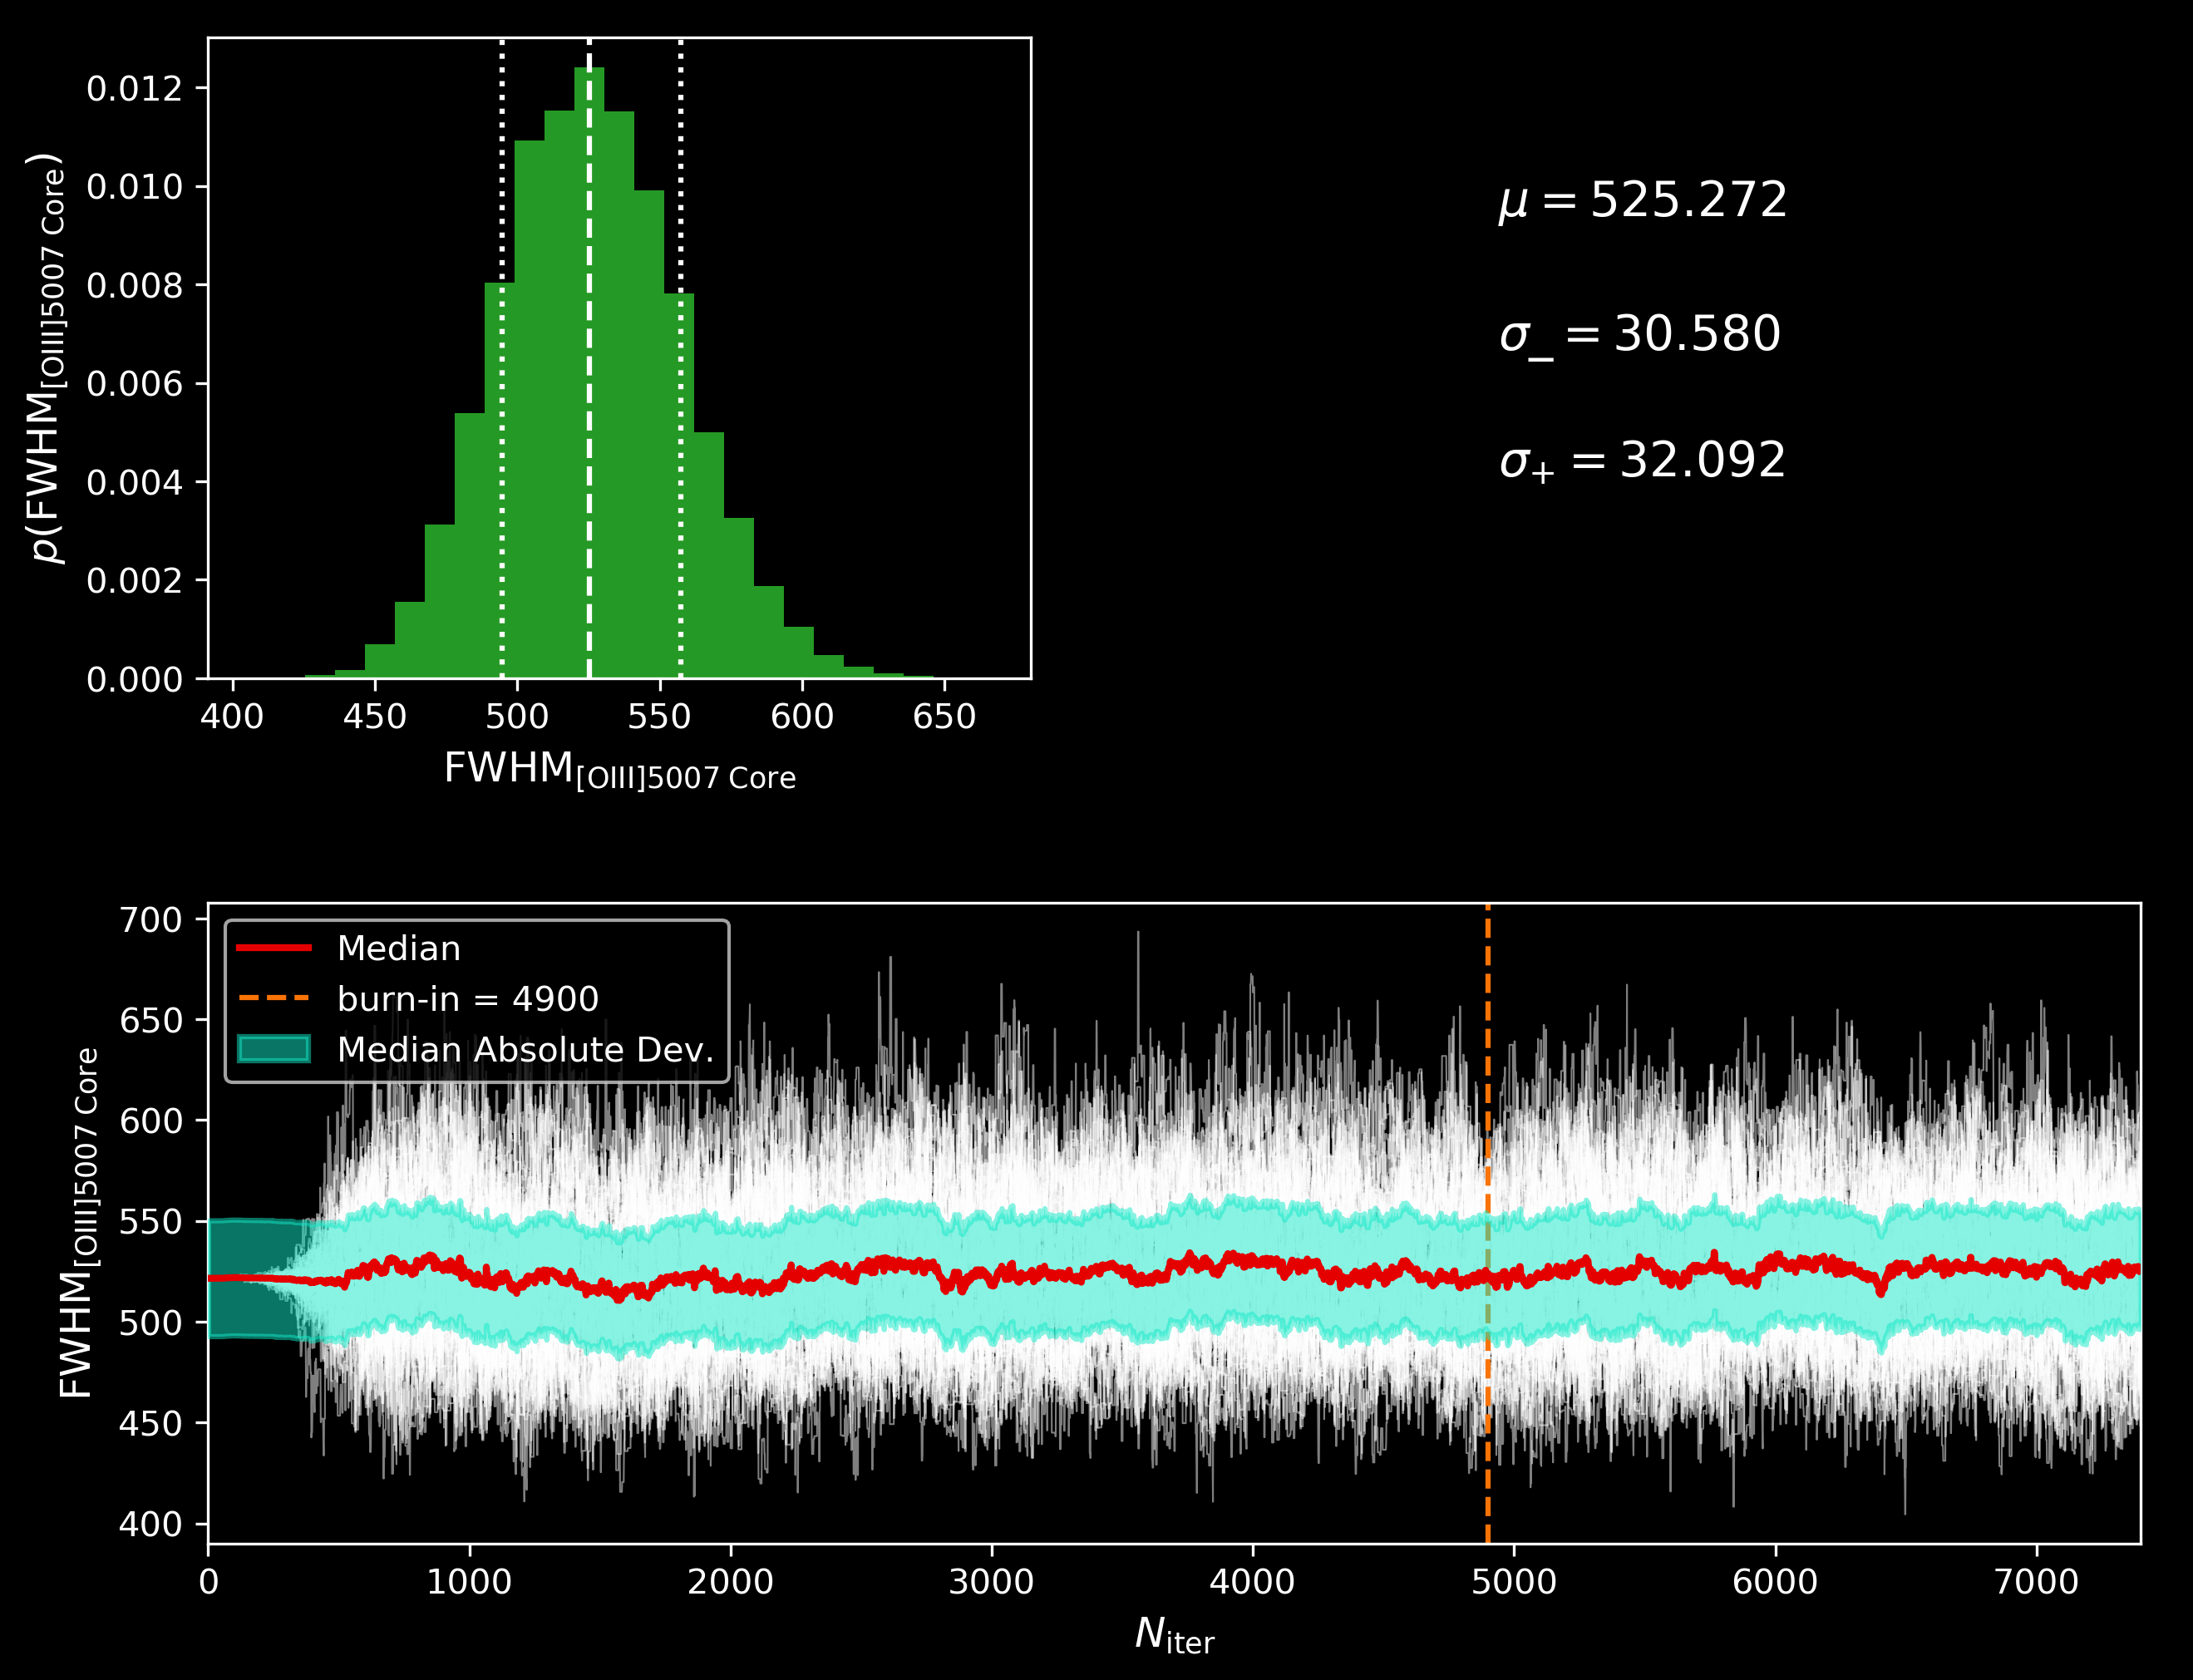 0.012
0.010
0.008
0.006
0.004
0.002
0.000
p(FWHM[OIII]5007 Core)
400 450 500 550 600 650
FWHM[OIII]5007 Core
μ = 525.272
σ− = 30.580
σ+ = 32.092
700
650
600
550
500
450
400
FWHM[OIII]5007 Core
Median
burn-in = 4900
Median Absolute Dev.
0 1000 2000 3000 4000 5000 6000 7000
Niter